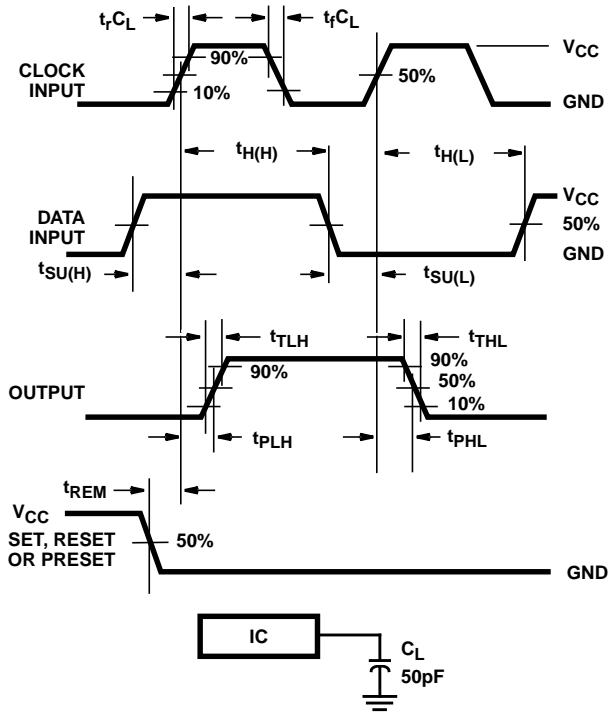 trCL
tfCL
CLOCK
INPUT
90%
10%
50%
VCC
GND
tH(H)
tH(L)
DATA
INPUT
VCC
50%
GND
tSU(H)
tSU(L)
tTLH
tTHL
OUTPUT
90%
90%
50%
10%
tPLH
tPHL
tREM
VCC
SET, RESET
OR PRESET
50%
GND
IC
CL
50pF